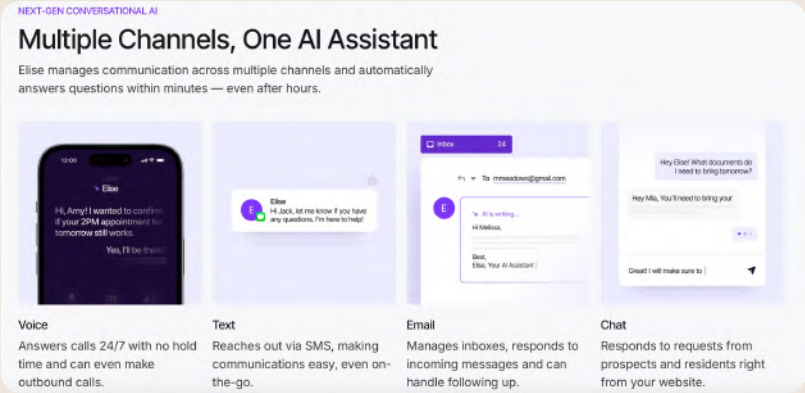 NEXT-GEN CONVERSATIONAL AI
Multiple Channels, One AI Assistant
Elise manages communication across multiple channels and automatically
answers questions within minutes — even after hours.
12:00
Elise
Hi, Amy! I wanted to confirm
if your 2PM appointment for
tomorrow still works.
Yes, I'll be there!
Elise
Hi Jack, let me know if you have
any questions. I'm here to help!
E
Inbox
24
To mmeadows@gmail.com
E
AI is writing...
Hi Melissa,
Best,
Elise, Your AI Assistant
Hey Elise! What documents do
I need to bring tomorrow?
Hey Mia, You'll need to bring your
Great! I will make sure to
Voice
Answers calls 24/7 with no hold
time and can even make
outbound calls.
Text
Reaches out via SMS, making
communications easy, even on-
the-go.
Email
Manages inboxes, responds to
incoming messages and can
handle following up.
Chat
Responds to requests from
prospects and residents right
from your website.